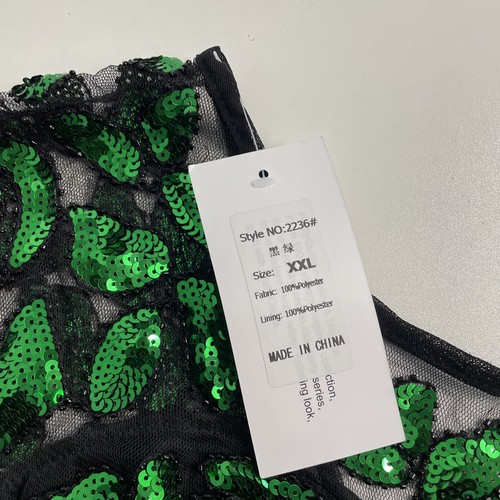 Style NO:2236#
黑绿
Size: XXL
Fabric: 100%Polyester
Lining: 100%Polyester
MADE IN CHINA
ction,
series,
ing look.